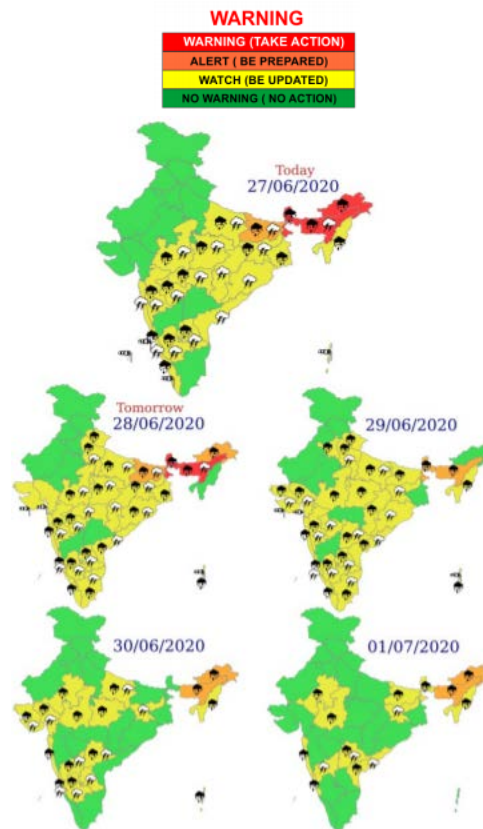 WARNING
WARNING (TAKE ACTION)
ALERT ( BE PREPARED)
WATCH (BE UPDATED)
NO WARNING ( NO ACTION)
Today
27/06/2020
Tomorrow
28/06/2020
29/06/2020
30/06/2020
01/07/2020